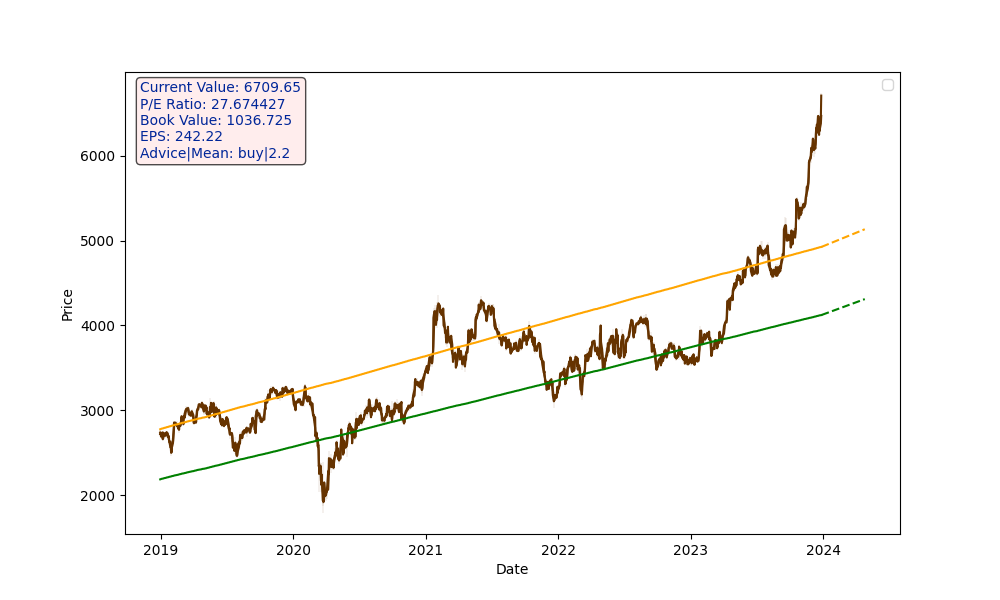 Current Value: 6709.65
P/E Ratio: 27.674427
Book Value: 1036.725
EPS: 242.22
Advice|Mean: buy|2.2
Price
6000
5000
4000
3000
2000
2019
2020
2021
2022
2023
2024
Date